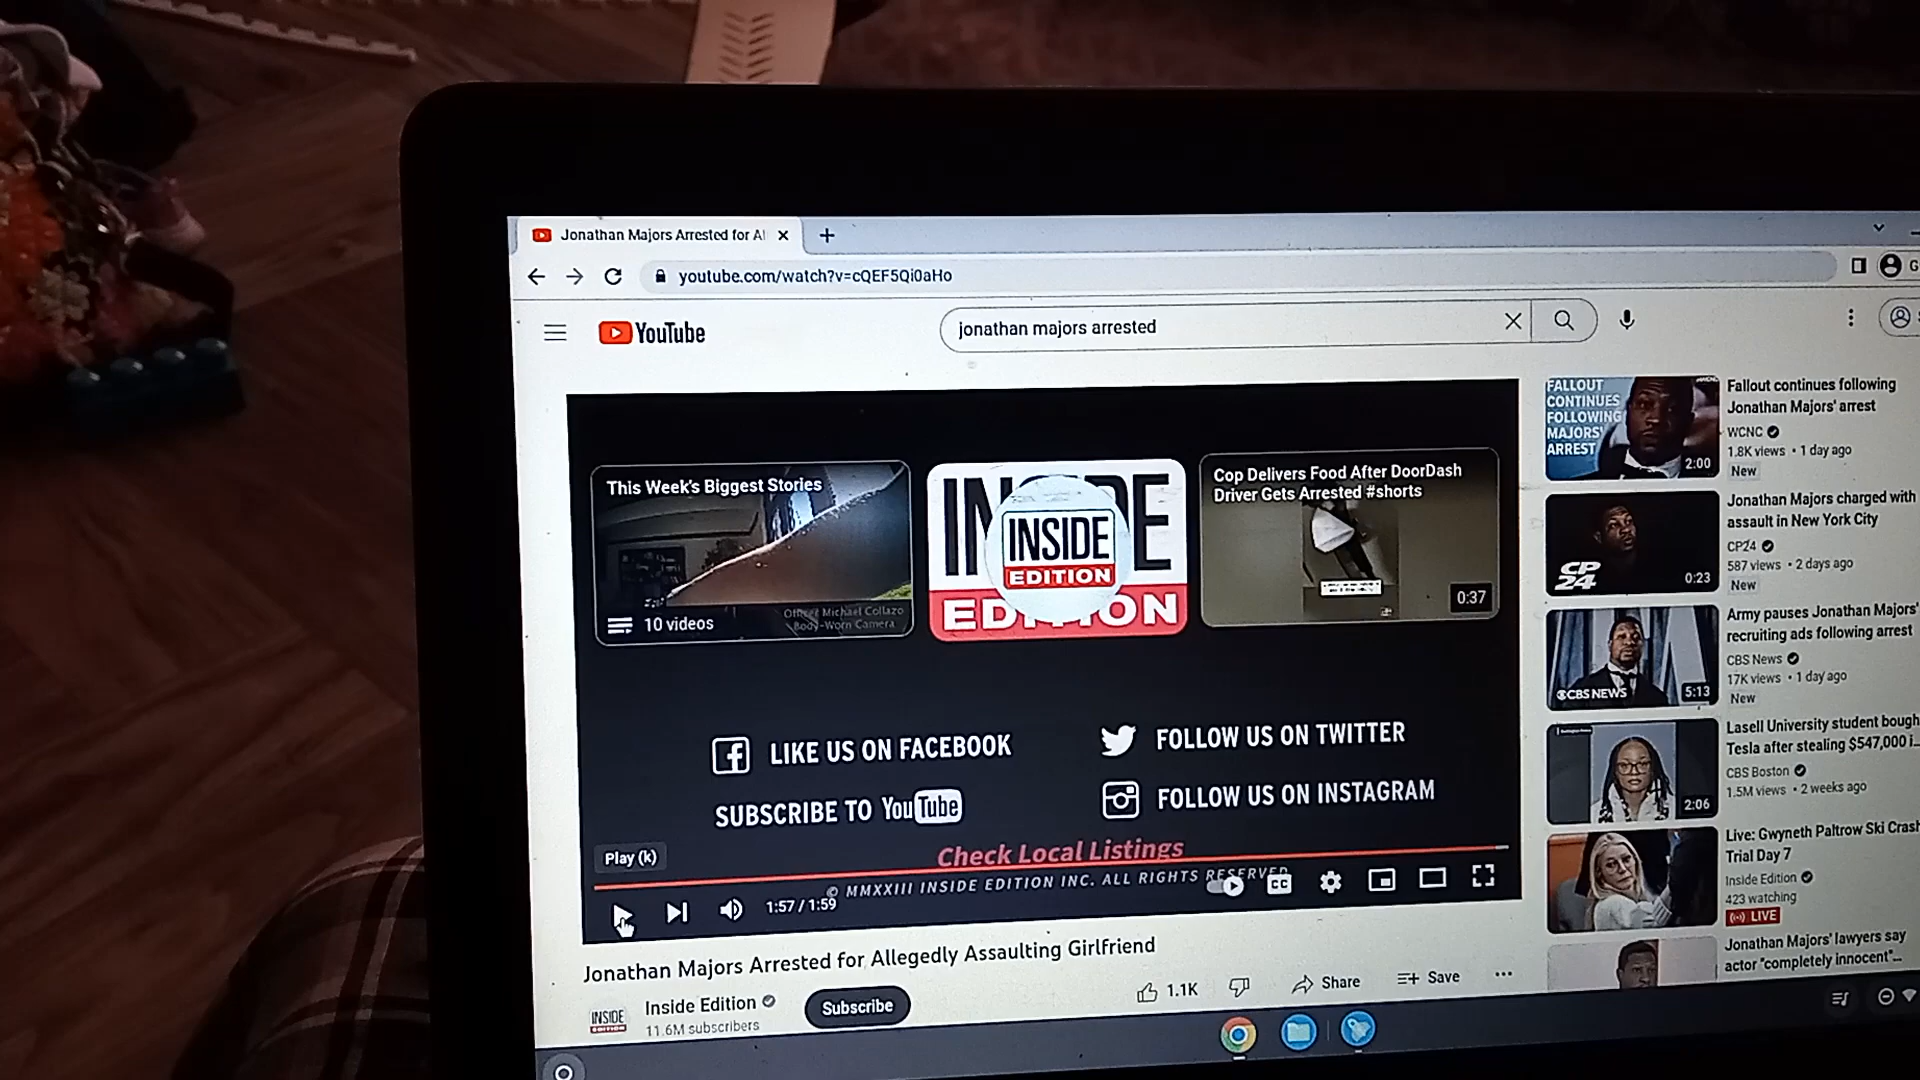 Jonathan Majors Arrested for Al
youtube.com/watch?v=cQEF5Qi0aHo
G
YouTube
jonathan majors arrested
This Week's Biggest Stories
10 videos
Officer Michael Collazo
Body-Worn Camera
INSIDE
EDITION
INSIDE
EDITION
Cop Delivers Food After DoorDash
Driver Gets Arrested #shorts
0:37
LIKE US ON FACEBOOK
FOLLOW US ON TWITTER
SUBSCRIBE TO YouTube
FOLLOW US ON INSTAGRAM
Check Local Listings
© MMXXIII INSIDE EDITION INC. ALL RIGHTS RESERVED
Play (k)
1:57 / 1:59
CC
Jonathan Majors Arrested for Allegedly Assaulting Girlfriend
INSIDE
EDITION
Inside Edition
11.6M subscribers
Subscribe
1.1K
Share
Save
FALLOUT
CONTINUES
FOLLOWING
MAJORS'
ARREST
2:00
Fallout continues following
Jonathan Majors' arrest
WCNC
1.8K views • 1 day ago
New
CP
24
0:23
Jonathan Majors charged with
assault in New York City
CP24
587 views • 2 days ago
New
CBS NEWS
5:13
Army pauses Jonathan Majors'
recruiting ads following arrest
CBS News
17K views • 1 day ago
New
2:06
Lasell University student bough
Tesla after stealing $547,000 i...
CBS Boston
1.5M views • 2 weeks ago
Live: Gwyneth Paltrow Ski Crash
Trial Day 7
Inside Edition
423 watching
LIVE
Jonathan Majors' lawyers say
actor "completely innocent"...